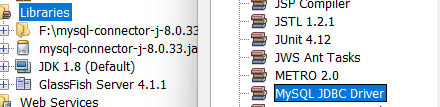 Libraries
F:\mysql-connector-j-8.0.33.
mysql-connector-j-8.0.33.ja
JDK 1.8 (Default)
GlassFish Server 4.1.1
Web Services
JSP Compiler
JSTL 1.2.1
JUnit 4.12
JWS Ant Tasks
METRO 2.0
MySQL JDBC Driver